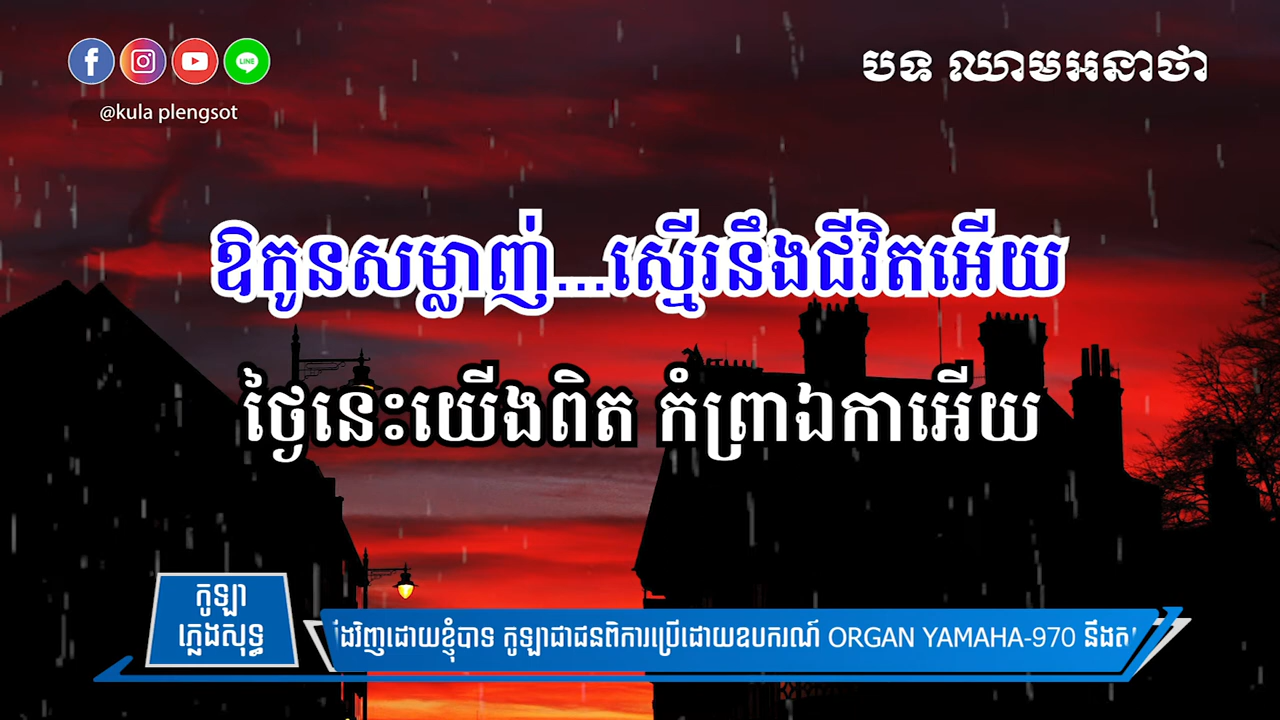 @kula plengsot
បទ ឈាមអនាថា
ឱកូនសម្លាញ់...ស្មើរនឹងជីវិតអើយ
ថ្ងៃនេះយើងពិត កំព្រាឯកាអើយ
កូឡា
ភ្លេងសុទ្ធ
វិញដោយខ្ញុំបាទ កូឡាជាជនពិការប្រើដោយឧបករណ៍ ORGAN YAMAHA-970 នឹង
LINE